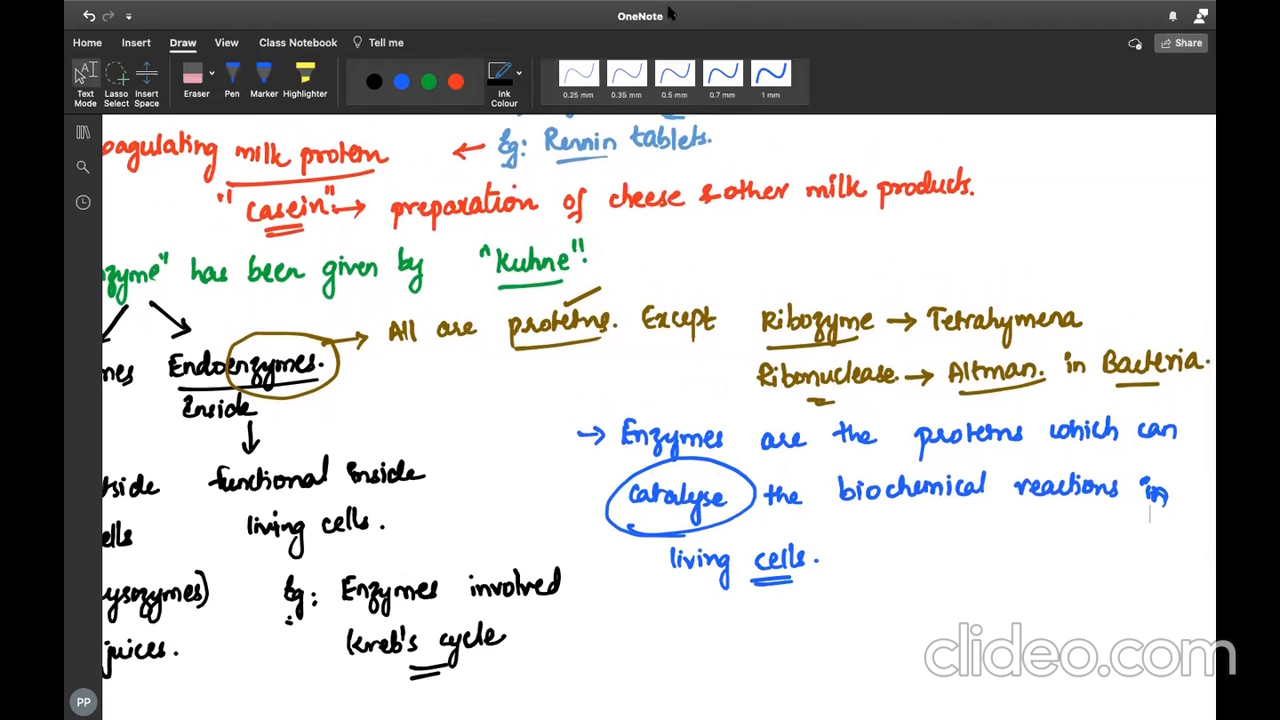 OneNote
Home Insert Draw View Class Notebook Tell me
Share
Text Mode
Lasso Select
Insert Space
Eraser
Pen
Marker
Highlighter
Ink Colour
0.25 mm 0.35 mm 0.5 mm 0.7 mm 1 mm
Eg: Rennin tablets.
oagulating milk protein ←
"casein" → preparation of cheese & other milk products.
nzyme" has been given by "Kuhne".
All are proteins. Except Ribozyme → Tetrahymena
Ribonuclease → Altman. in Bacteria.
mes Endoenzymes.
Inside
→ Enzymes are the proteins which can
catalyse the biochemical reactions in
living cells.
tside functional inside
ells living cells.
ysozymes) Eg: Enzymes involved
juices. Kreb's cycle
PP
clideo.com